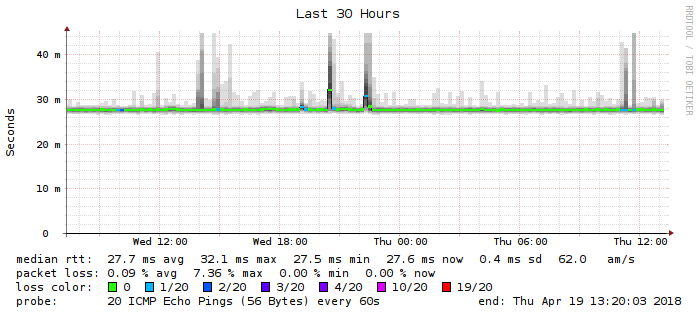 Last 30 Hours
RRDTOOL / TOBI OETIKER
Seconds
40 m
30 m
20 m
10 m
0
Wed 12:00 Wed 18:00 Thu 00:00 Thu 06:00 Thu 12:00
median rtt: 27.7 ms avg 32.1 ms max 27.5 ms min 27.6 ms now 0.4 ms sd 62.0 am/s
packet loss: 0.09 % avg 7.36 % max 0.00 % min 0.00 % now
loss color: 0 1/20 2/20 3/20 4/20 10/20 19/20
probe: 20 ICMP Echo Pings (56 Bytes) every 60s end: Thu Apr 19 13:20:03 2018